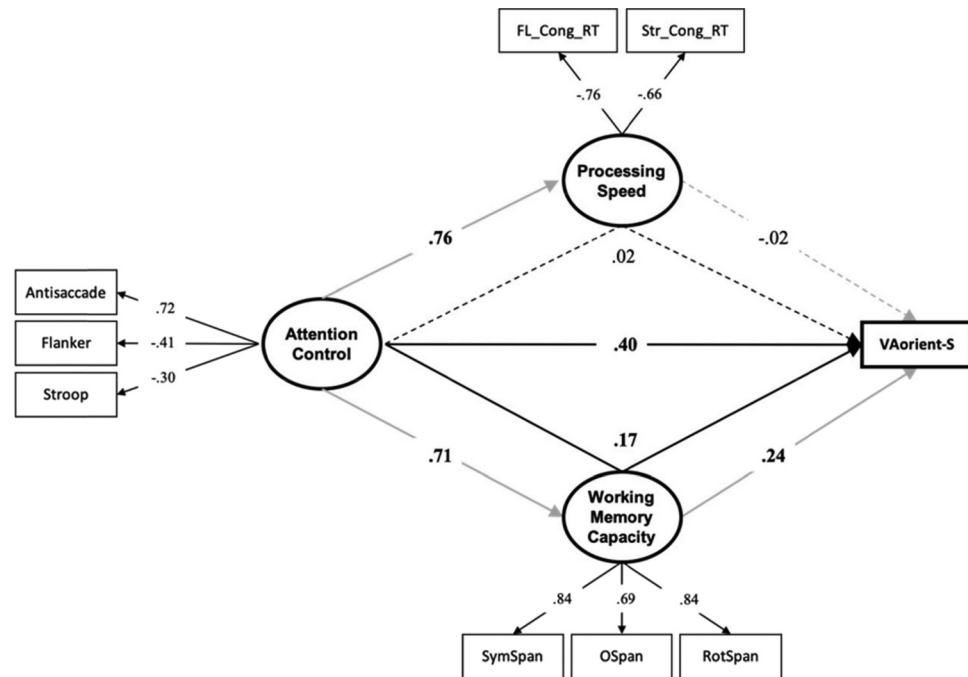 FL_Cong_RT
Str_Cong_RT
-.76
-.66
Processing
Speed
.76
.02
-.02
Antisaccade
.72
Flanker
-.41
Stroop
-.30
Attention
Control
.40
VAorient-S
.71
.17
.24
Working
Memory
Capacity
.84
.69
.84
SymSpan
OSpan
RotSpan